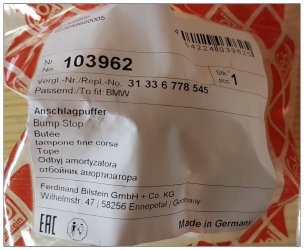 Nr 103962
5422480396265
Stk./pcs 1
Vergl.-Nr./Repl.-No. 31 33 6 778 545
Passend:/To fit: BMW
Anschlagpuffer
Bump Stop
Butée
tampone fine corsa
Tope
Odbyj amortyzatora
отбойник амортизатора
Ferdinand Bilstein GmbH + Co. KG
Wilhelmstr. 47 | 58256 Ennepetal | Germany
EAC
Made in Germany